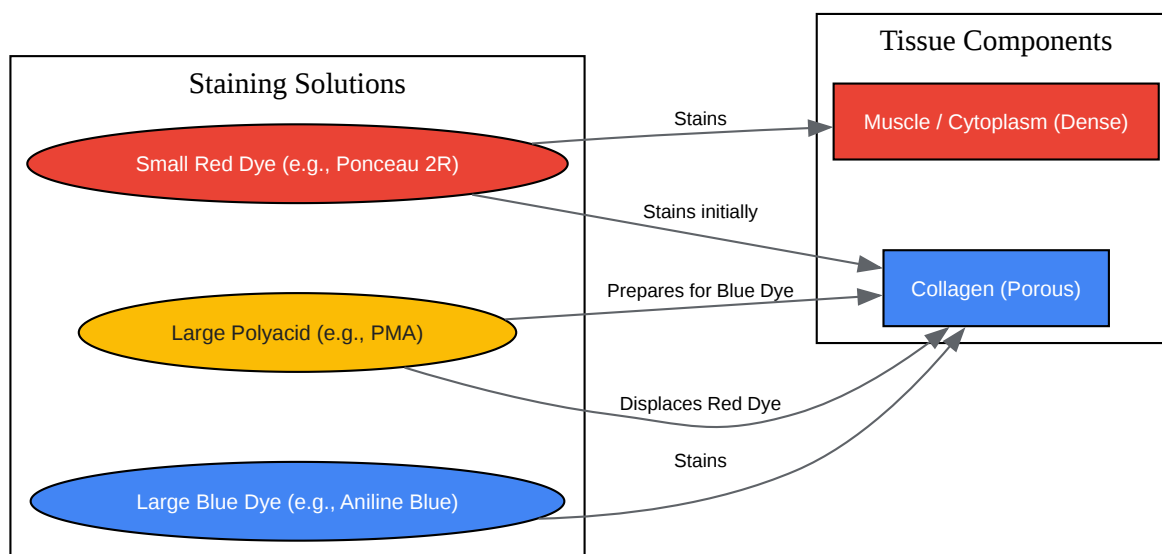 Staining Solutions
Small Red Dye (e.g., Ponceau 2R)
Large Polyacid (e.g., PMA)
Large Blue Dye (e.g., Aniline Blue)
Stains
Stains initially
Prepares for Blue Dye
Displaces Red Dye
Stains
Tissue Components
Muscle / Cytoplasm (Dense)
Collagen (Porous)